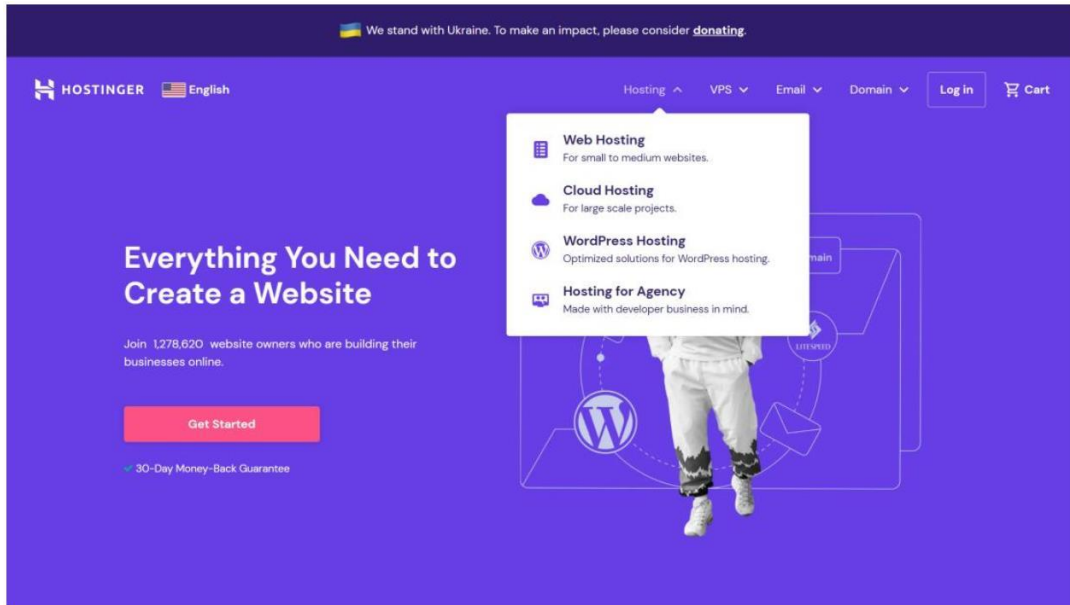 We stand with Ukraine. To make an impact, please consider donating.
HOSTINGER English Hosting VPS Email Domain Log in Cart
Web Hosting
For small to medium websites.
Cloud Hosting
For large scale projects.
WordPress Hosting
Optimized solutions for WordPress hosting.
Hosting for Agency
Made with developer business in mind.
Everything You Need to
Create a Website
Join 1,278,620 website owners who are building their
businesses online.
Get Started
30-Day Money-Back Guarantee
main
LITESPEED